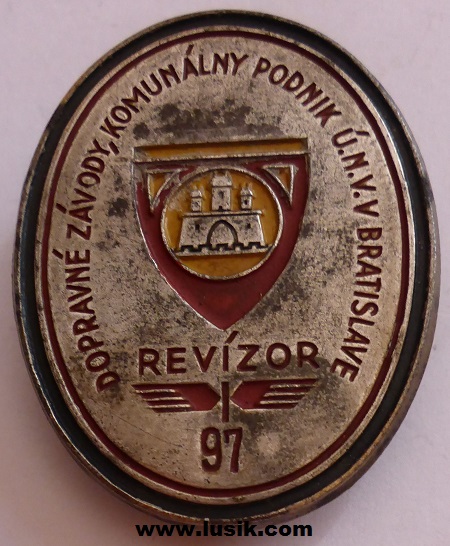 DOPRAVNÉ ZÁVODY, KOMUNÁLNY PODNIK Ú.N.V.V BRATISLAVE
REVÍZOR
97
www.lusik.com